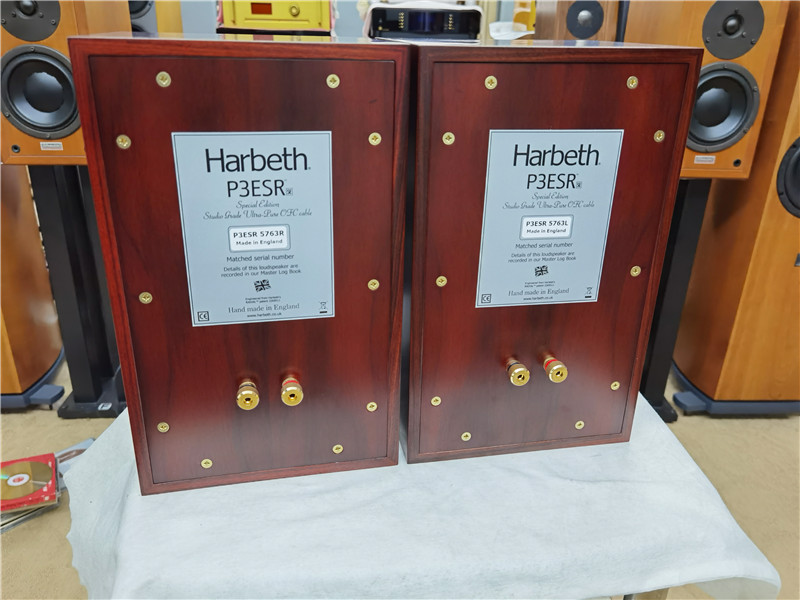 Harbeth
P3ESR
Special Edition
Studio Grade Ultra-Pure OFC cable
P3ESR 5763R
Made in England
Matched serial number
Details of this loudspeaker are
recorded in our Master Log Book
Hand made in England
www.harbeth.co.uk
CE
Harbeth
P3ESR
Special Edition
Studio Grade Ultra-Pure OFC cable
P3ESR 5763L
Made in England
Matched serial number
Details of this loudspeaker are
recorded in our Master Log Book
Hand made in England
www.harbeth.co.uk
CE